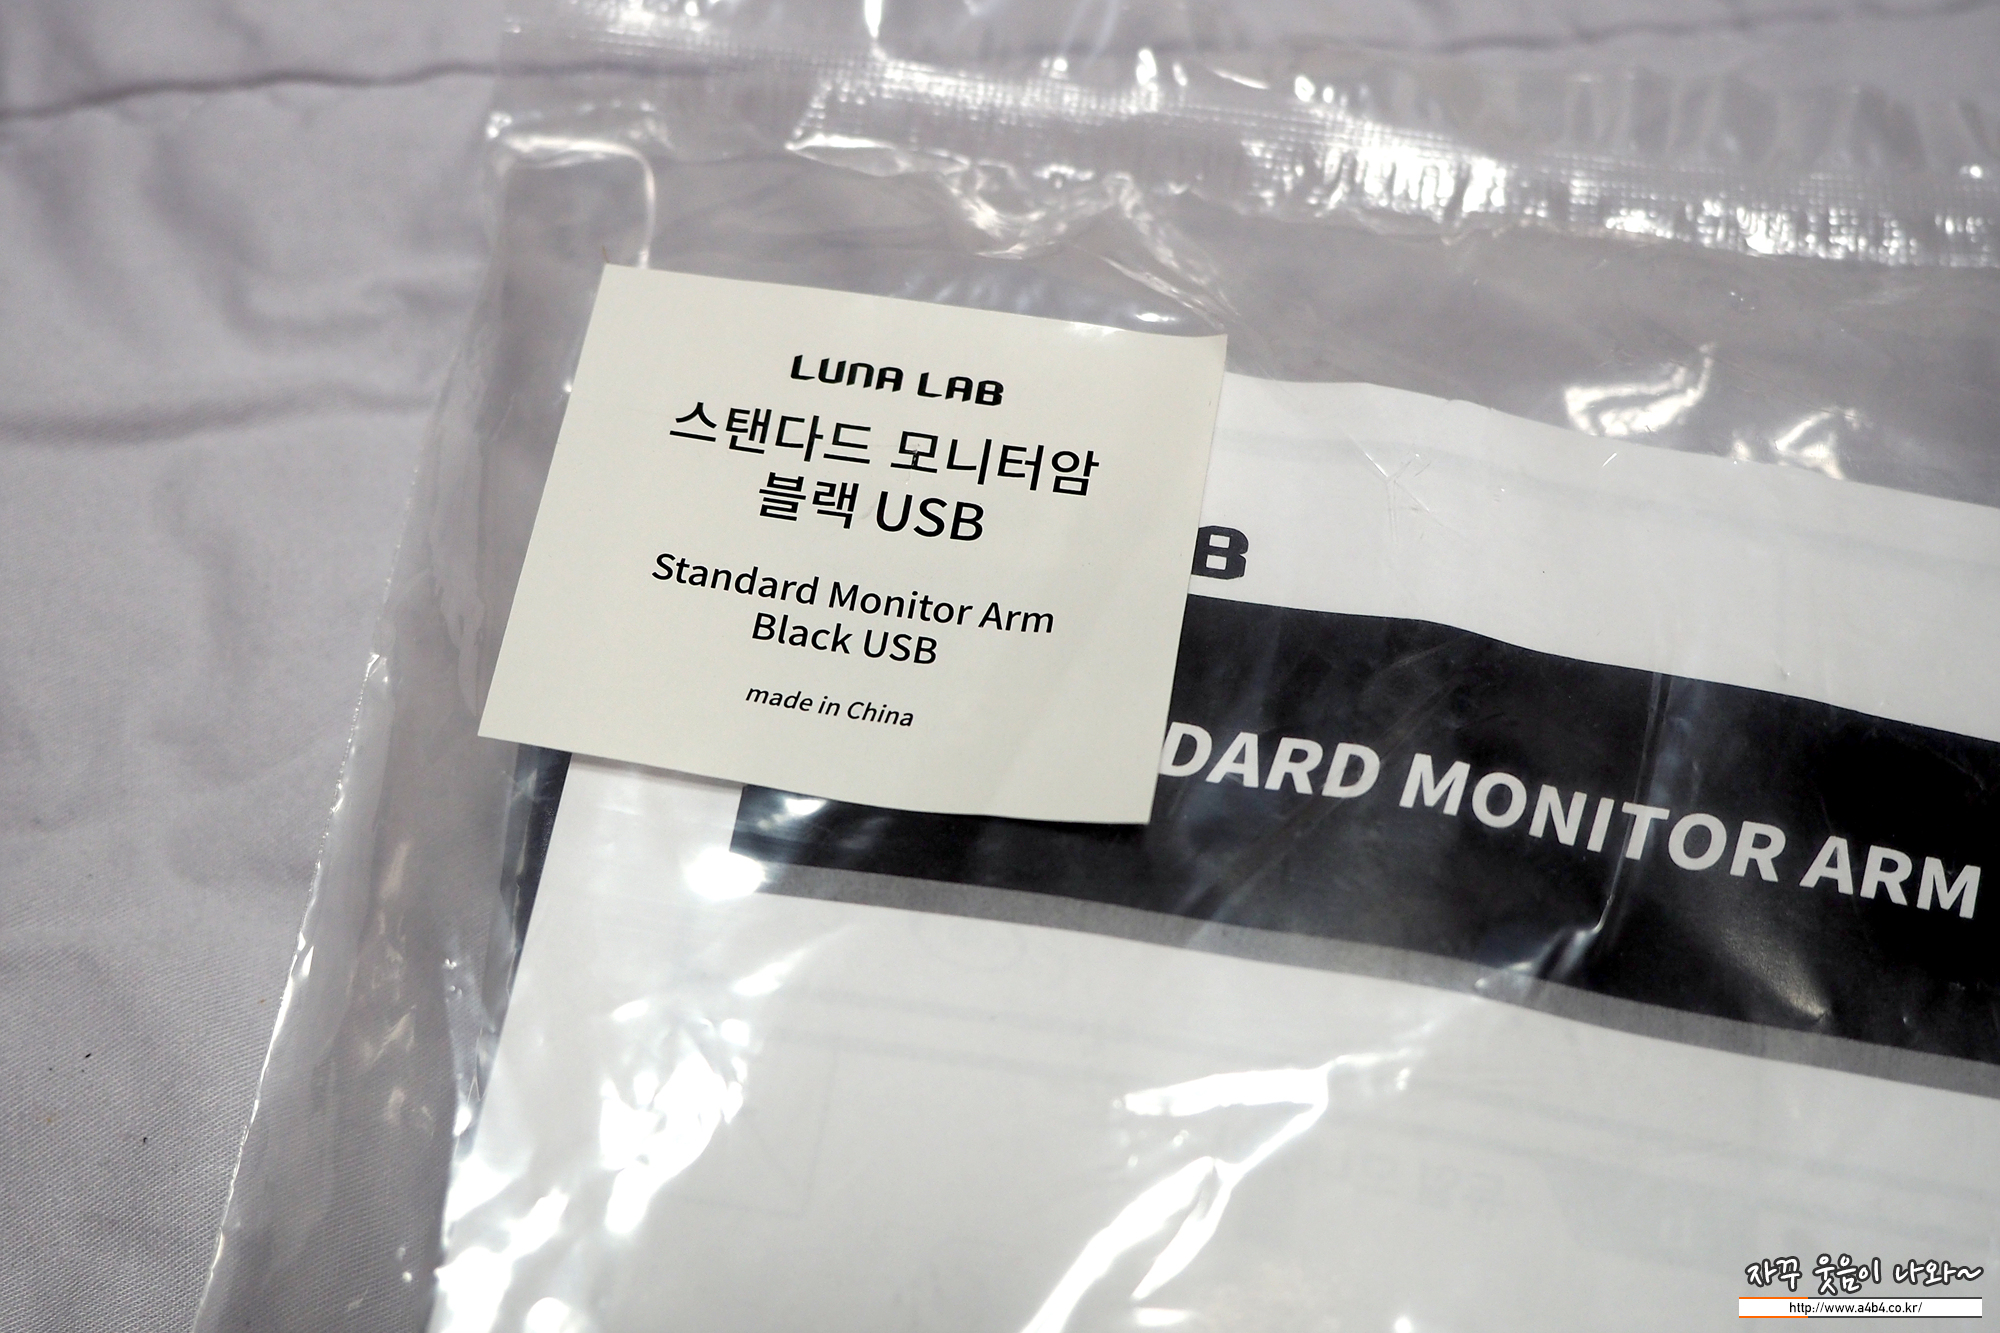 LUNA LAB
스탠다드 모니터암
블랙 USB
Standard Monitor Arm
Black USB
made in China
B
DARD MONITOR ARM
자꾸 웃음이 나와~
http://www.a4b4.co.kr/